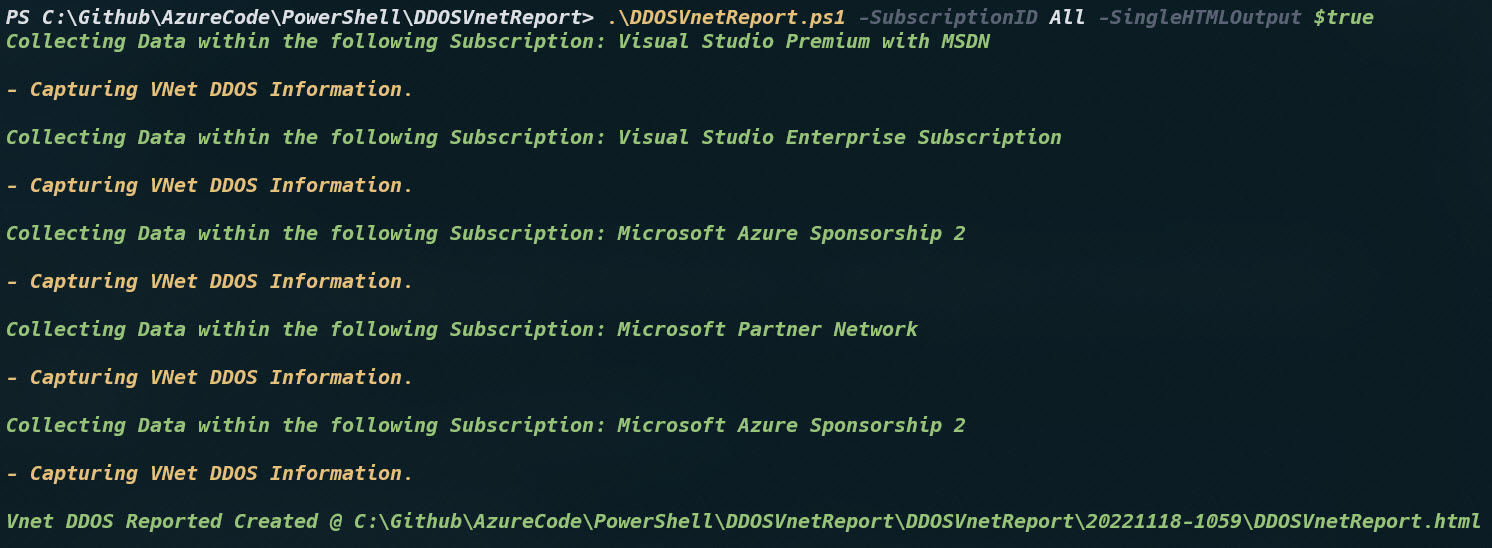 PS C:\Github\AzureCode\PowerShell\DDOSVnetReport> .\DDOSVnetReport.ps1 -SubscriptionID All -SingleHTMLOutput $true
Collecting Data within the following Subscription: Visual Studio Premium with MSDN
- Capturing VNet DDOS Information.
Collecting Data within the following Subscription: Visual Studio Enterprise Subscription
- Capturing VNet DDOS Information.
Collecting Data within the following Subscription: Microsoft Azure Sponsorship 2
- Capturing VNet DDOS Information.
Collecting Data within the following Subscription: Microsoft Partner Network
- Capturing VNet DDOS Information.
Collecting Data within the following Subscription: Microsoft Azure Sponsorship 2
- Capturing VNet DDOS Information.
Vnet DDOS Reported Created @ C:\Github\AzureCode\PowerShell\DDOSVnetReport\DDOSVnetReport\20221118-1059\DDOSVnetReport.html